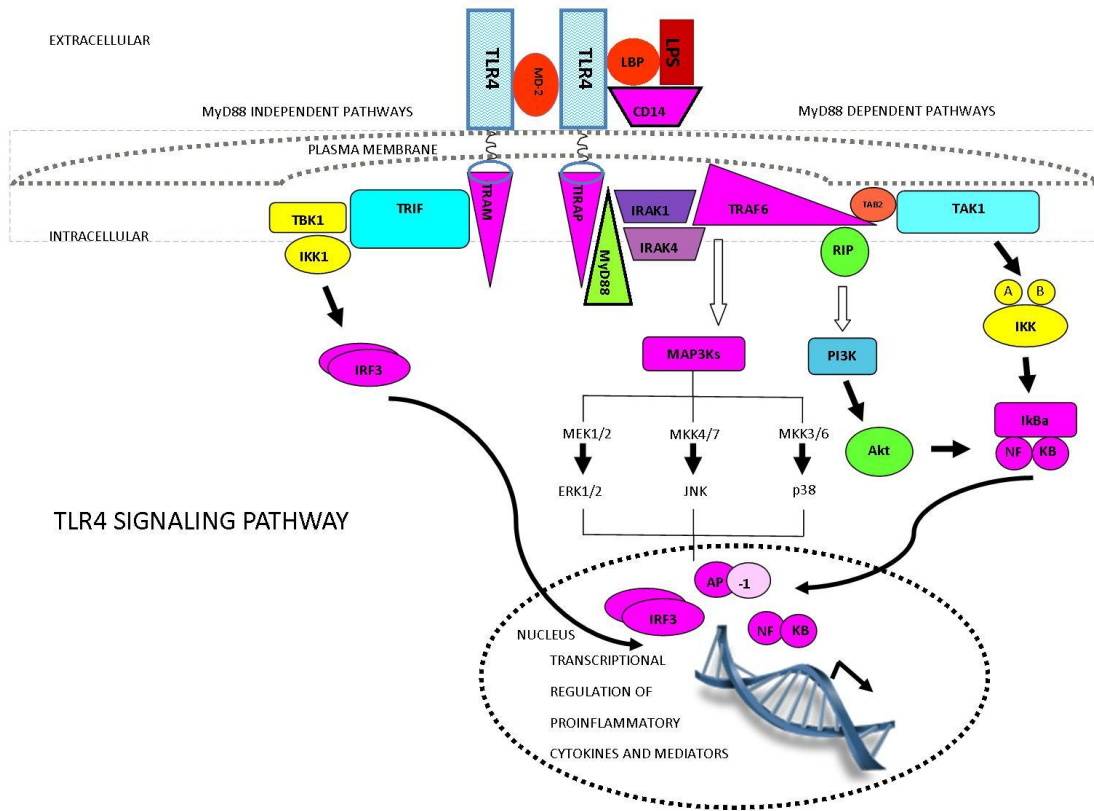 EXTRACELLULAR
TLR4
MD-2
TLR4
LBP
LPS
CD14
MyD88 INDEPENDENT PATHWAYS
MyD88 DEPENDENT PATHWAYS
PLASMA MEMBRANE
INTRACELLULAR
TBK1
IKK1
TRIF
TRAM
TIRAP
MyD88
IRAK1
IRAK4
TRAF6
TAB2
TAK1
RIP
A B
IKK
IRF3
MAP3Ks
PI3K
IkBa
NF KB
MEK1/2 MKK4/7 MKK3/6
Akt
ERK1/2 JNK p38
TLR4 SIGNALING PATHWAY
AP -1
IRF3
NF KB
NUCLEUS
TRANSCRIPTIONAL
REGULATION OF
PROINFLAMMATORY
CYTOKINES AND MEDIATORS